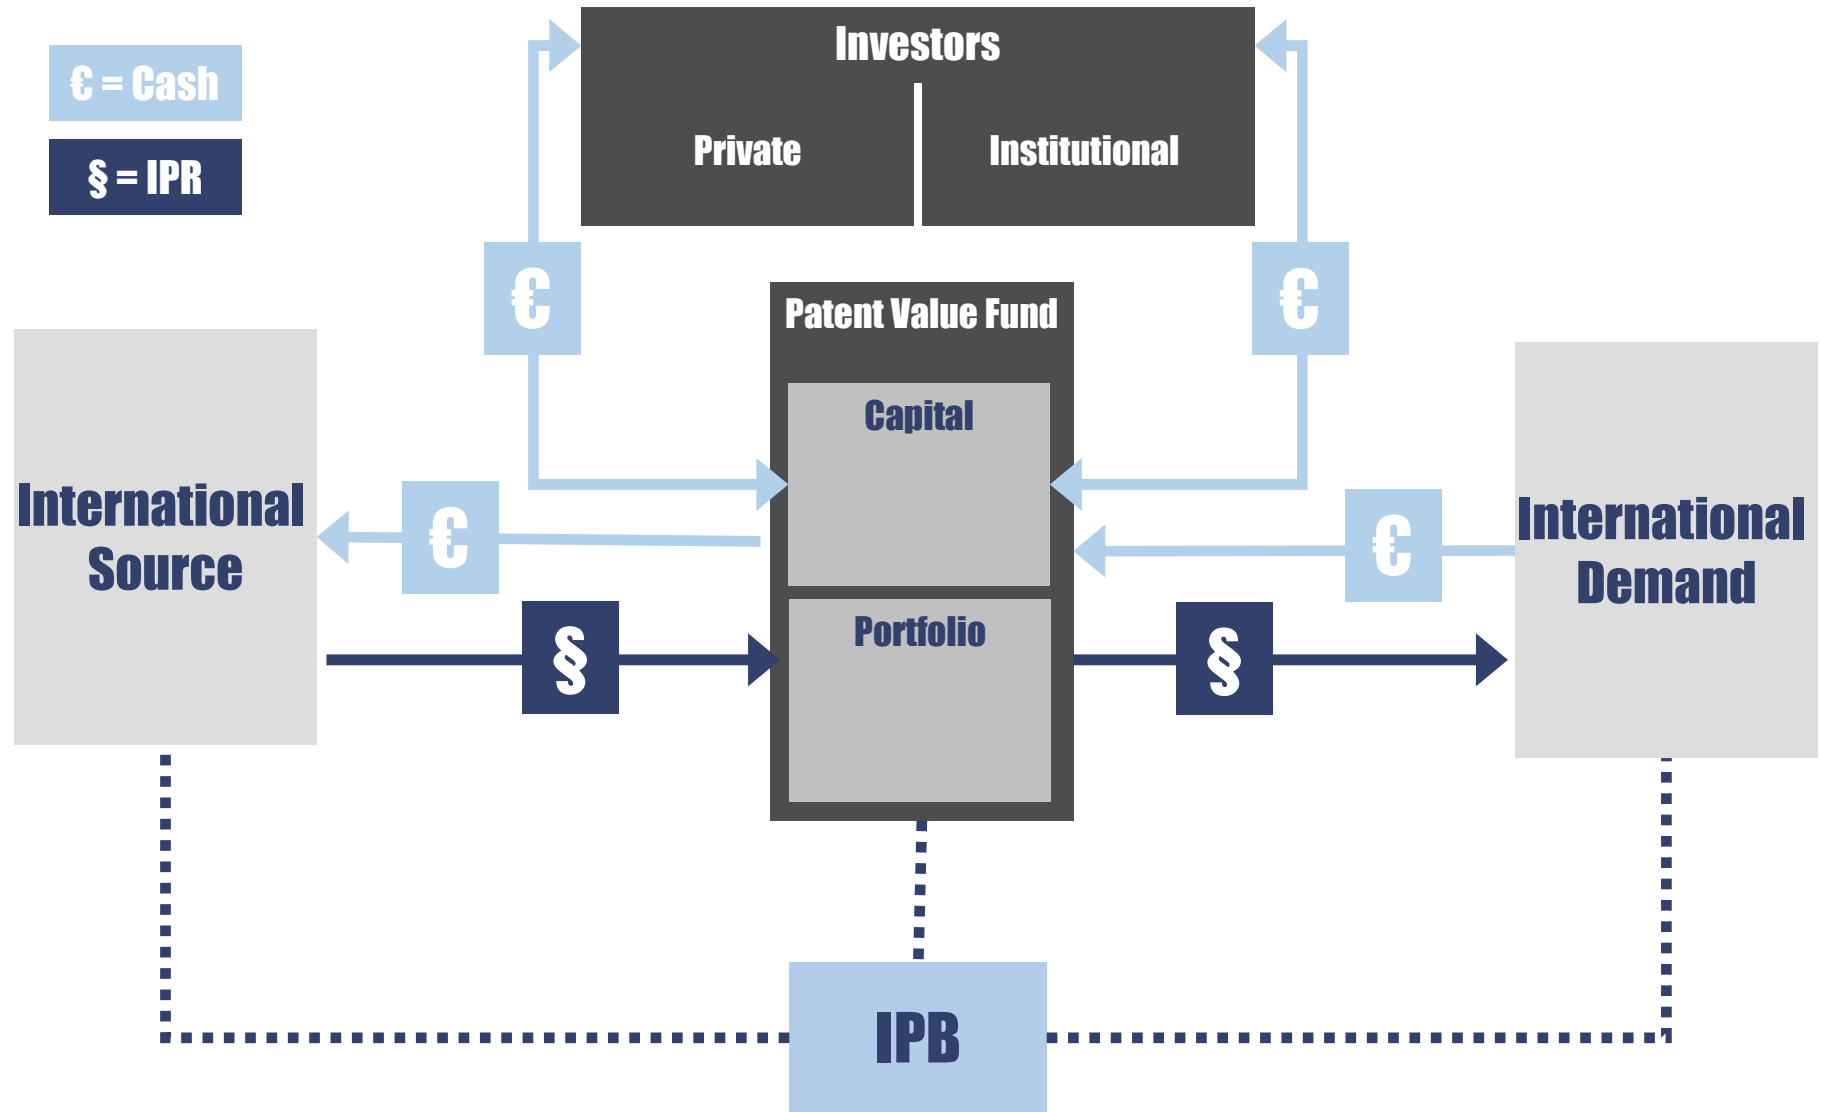 Investors
€ = Cash
Private
Institutional
§ = IPR
€
€
Patent Value Fund
Capital
International
Source
€
€
International
Demand
Portfolio
§
§
IPB